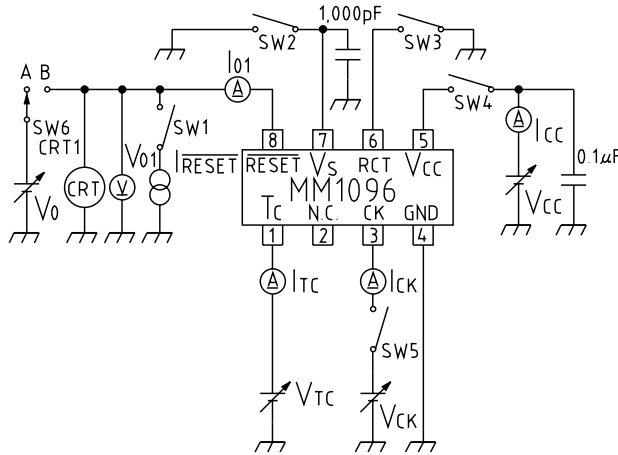 1,000pF
SW2
SW3
I01
A B
A
SW4
SW6
CRT1
SW1
A
ICC
V01
IRESET
8 7 6 5
0.1μF
CRT
V
RESET VS RCT VCC
MM1096
VO
VCC
TC N.C. CK GND
1 2 3 4
A ITC
A ICK
SW5
VTC
VCK